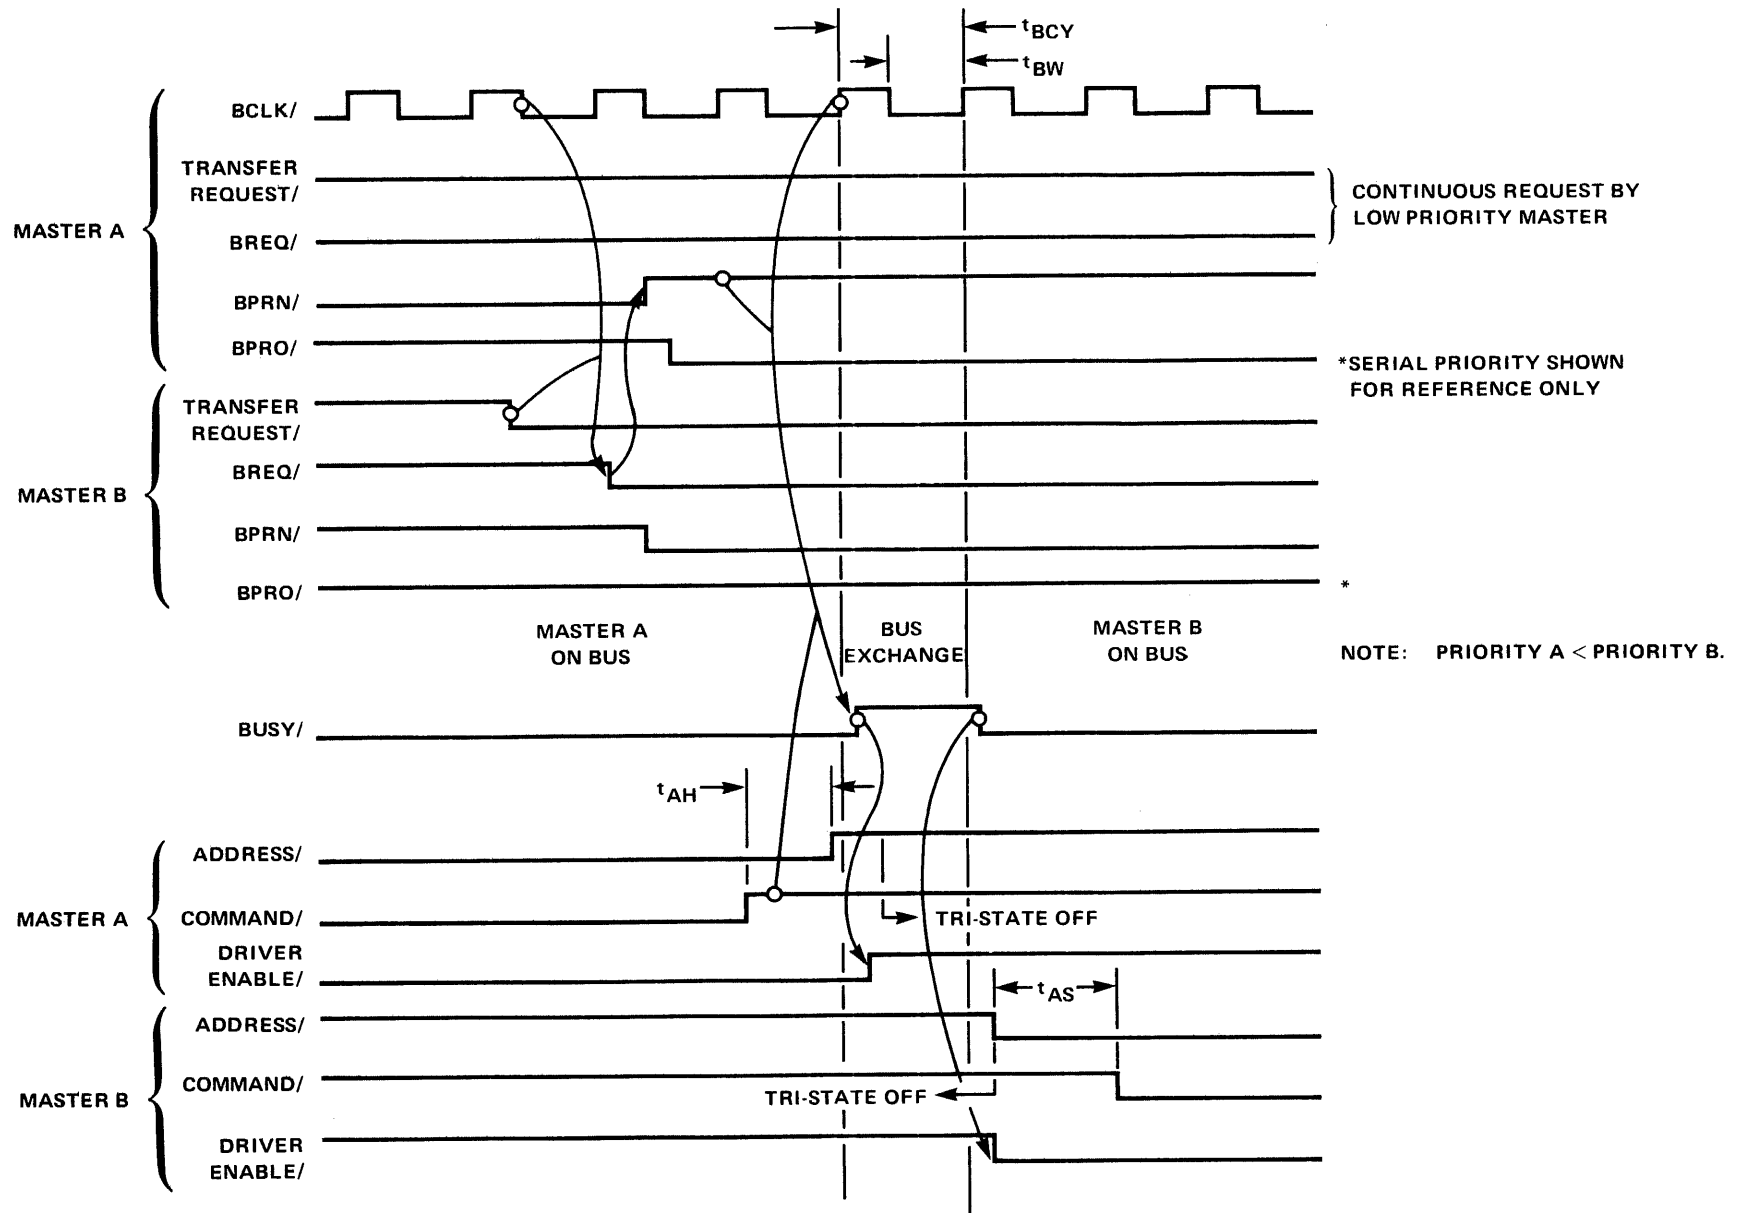 tBCY
tBW
BCLK/
TRANSFER
REQUEST/
CONTINUOUS REQUEST BY
LOW PRIORITY MASTER
MASTER A
BREQ/
BPRN/
BPRO/
*SERIAL PRIORITY SHOWN
FOR REFERENCE ONLY
TRANSFER
REQUEST/
BREQ/
MASTER B
BPRN/
BPRO/
*
MASTER A
ON BUS
BUS
EXCHANGE
MASTER B
ON BUS
NOTE: PRIORITY A < PRIORITY B.
BUSY/
tAH
ADDRESS/
MASTER A
COMMAND/
TRI-STATE OFF
DRIVER
ENABLE/
tAS
ADDRESS/
COMMAND/
MASTER B
TRI-STATE OFF
DRIVER
ENABLE/